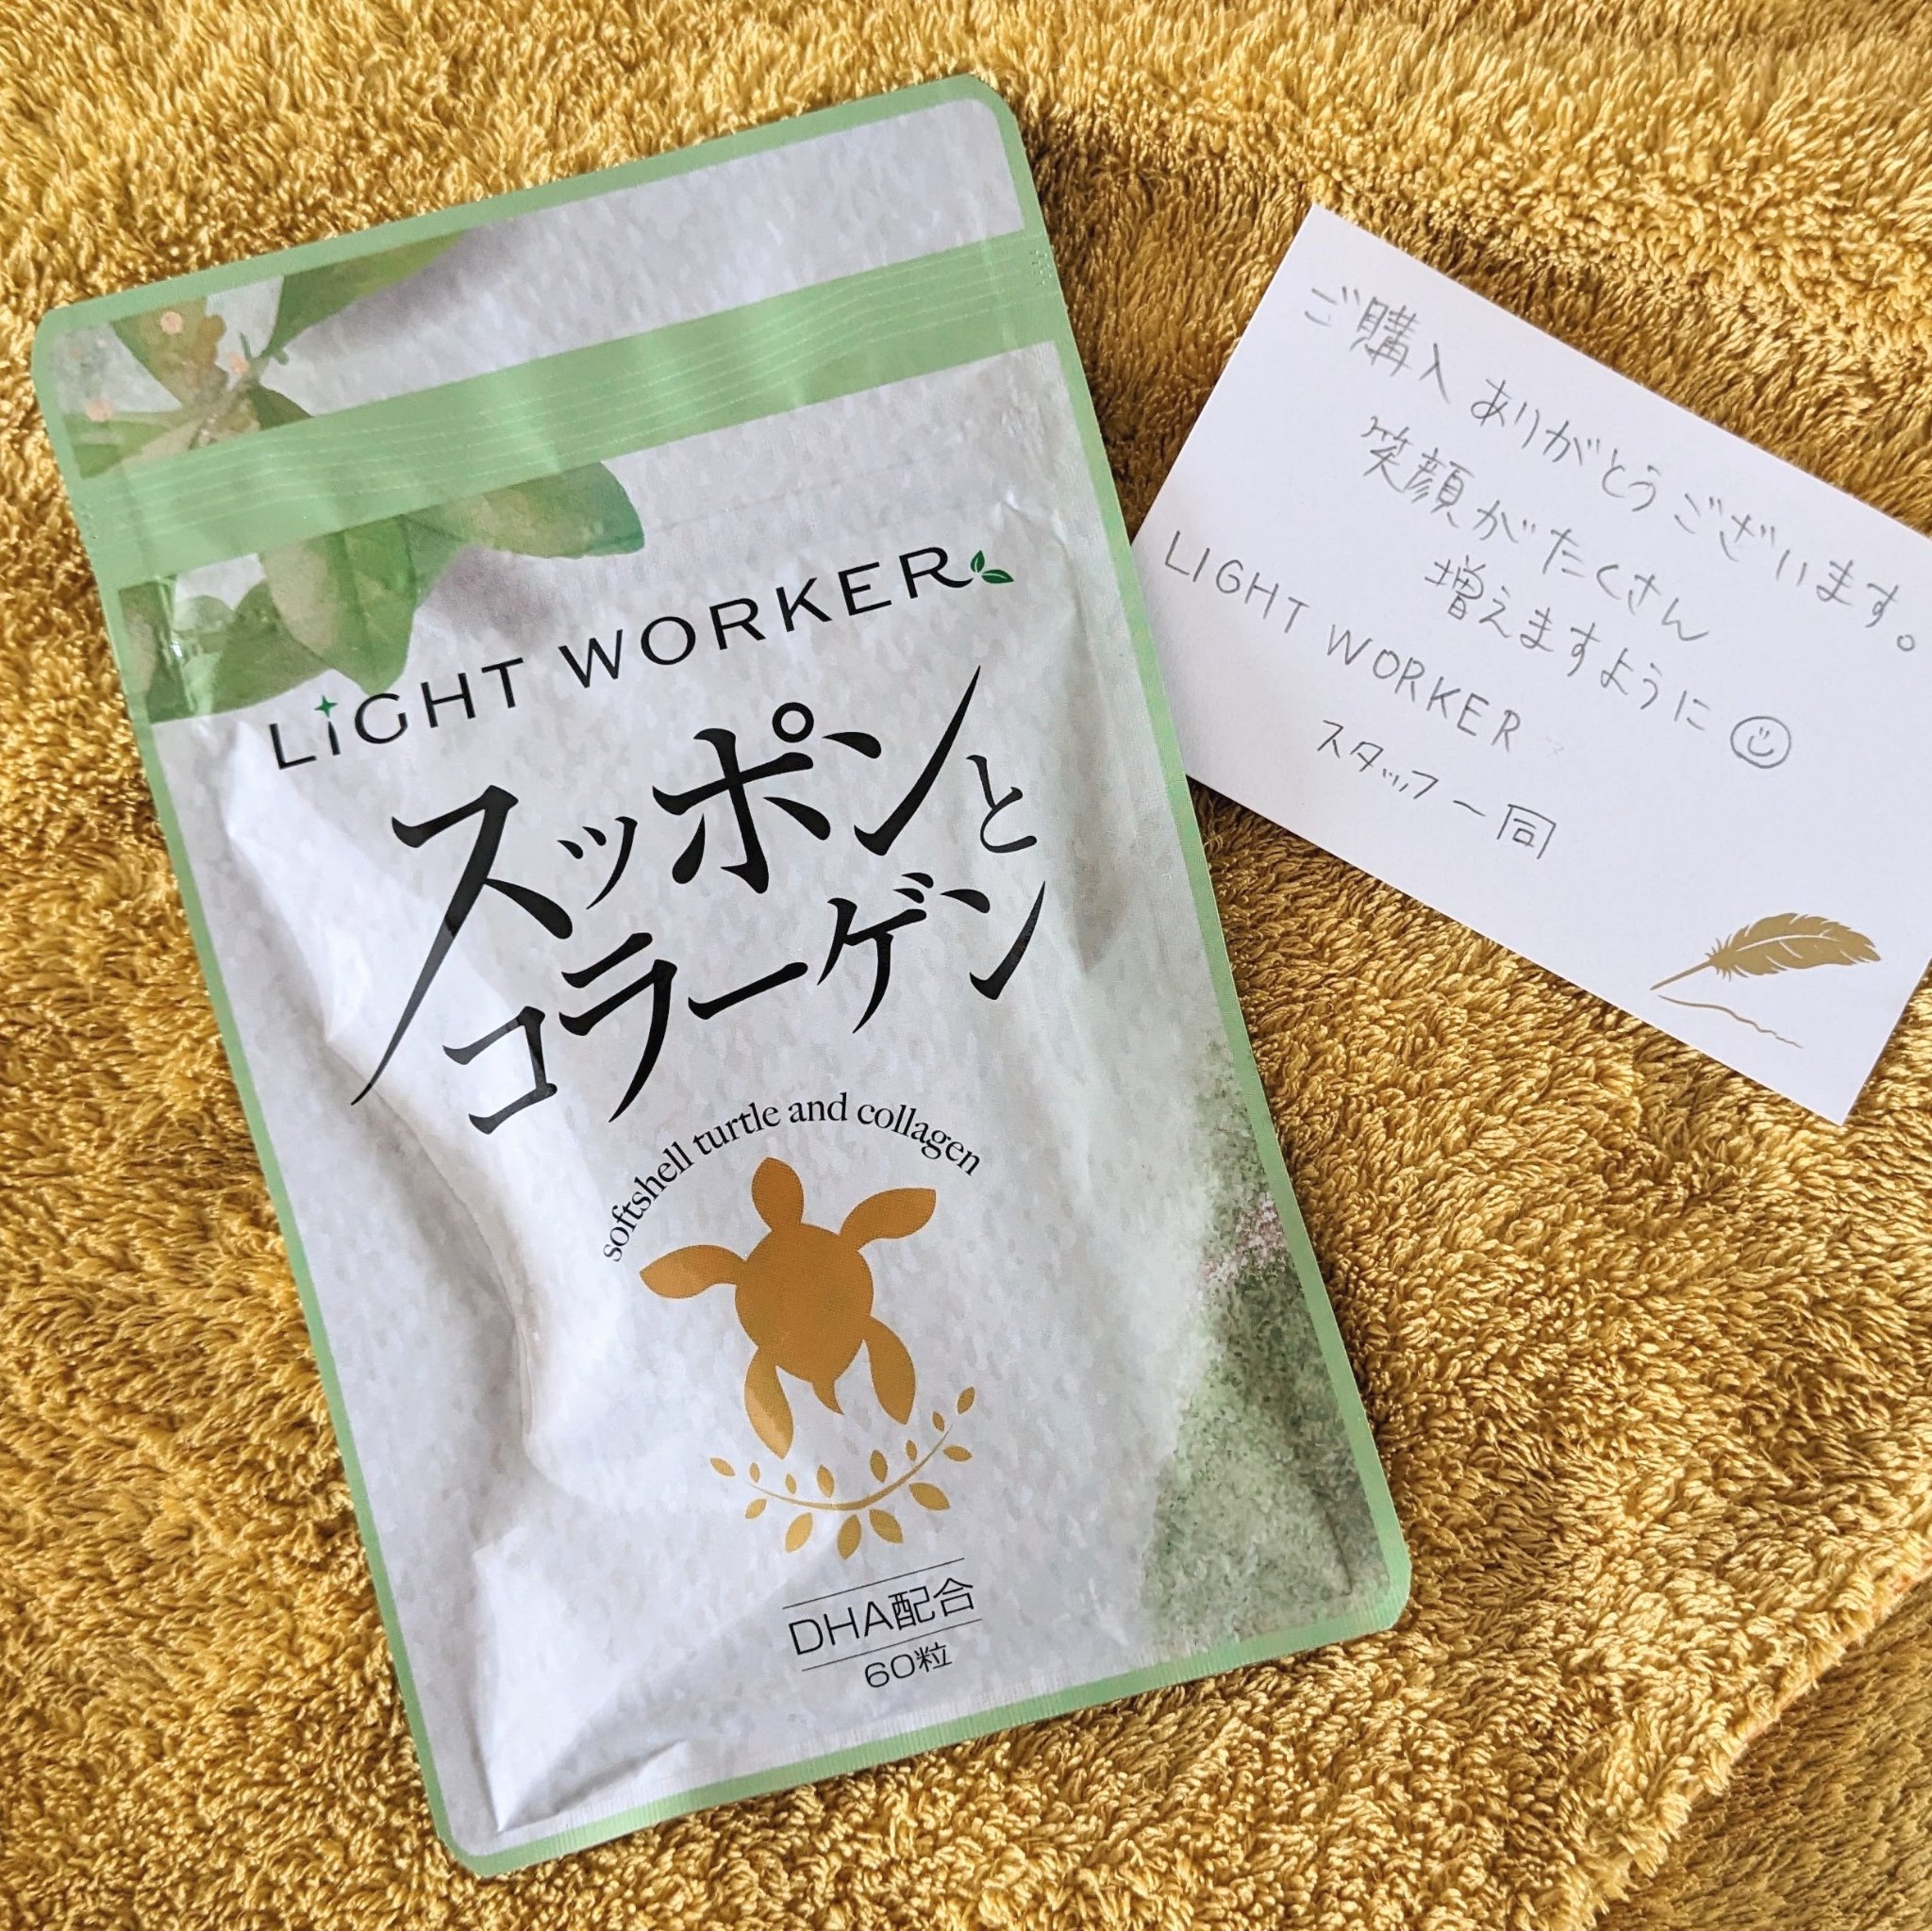 LIGHT WORKER
スッポンと
コラーゲン
softshell turtle and collagen
DHA配合
60粒
ご購入ありがとうございます。
笑顔がたくさん
増えますように
LIGHT WORKER
スタッフ一同